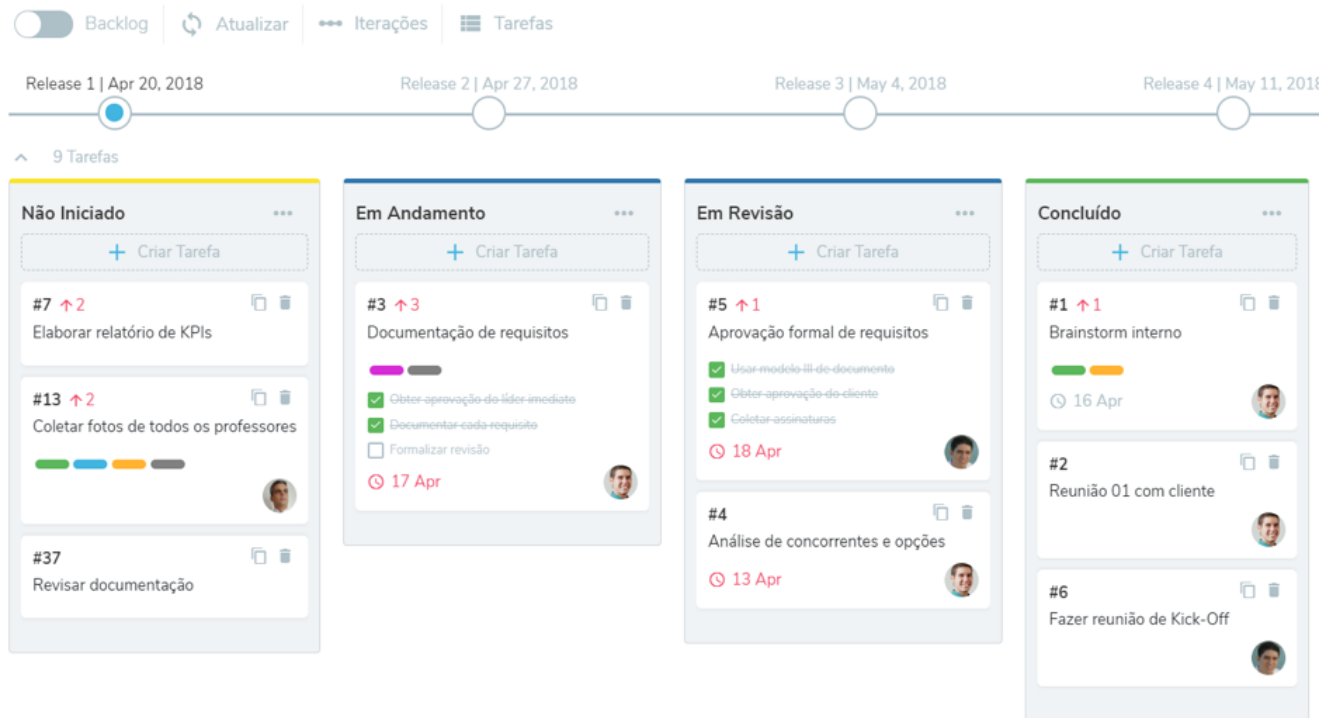 Backlog Atualizar Iterações Tarefas
Release 1 | Apr 20, 2018
Release 2 | Apr 27, 2018
Release 3 | May 4, 2018
Release 4 | May 11, 2018
9 Tarefas
Não Iniciado
+ Criar Tarefa
#7 ↑2
Elaborar relatório de KPIs
#13 ↑2
Coletar fotos de todos os professores
#37
Revisar documentação
Em Andamento
+ Criar Tarefa
#3 ↑3
Documentação de requisitos
Obter aprovação do líder imediato
Documentar cada requisito
Formalizar revisão
17 Apr
Em Revisão
+ Criar Tarefa
#5 ↑1
Aprovação formal de requisitos
Usar modelo III de documento
Obter aprovação do cliente
Coletar assinaturas
18 Apr
#4
Análise de concorrentes e opções
13 Apr
Concluído
+ Criar Tarefa
#1 ↑1
Brainstorm interno
16 Apr
#2
Reunião 01 com cliente
#6
Fazer reunião de Kick-Off